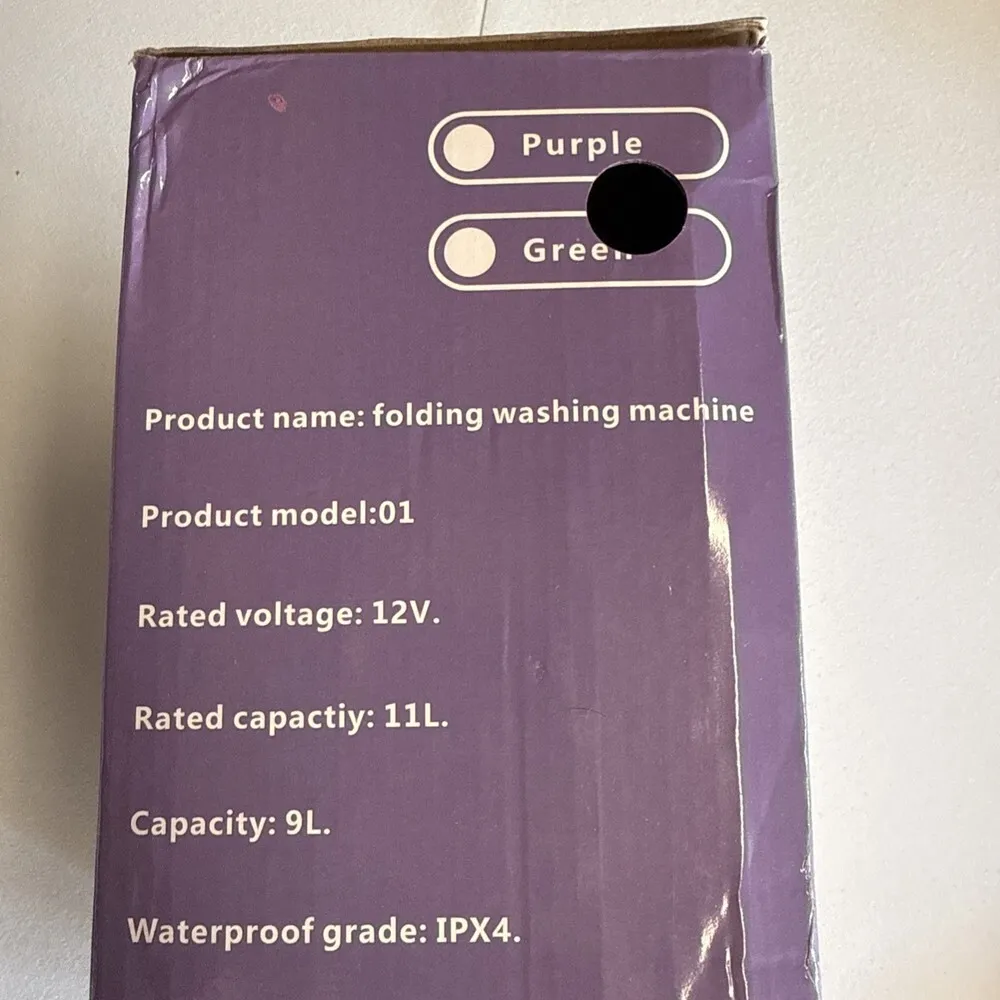 Purple
Green
Product name: folding washing machine
Product model:01
Rated voltage: 12V.
Rated capactiy: 11L.
Capacity: 9L.
Waterproof grade: IPX4.